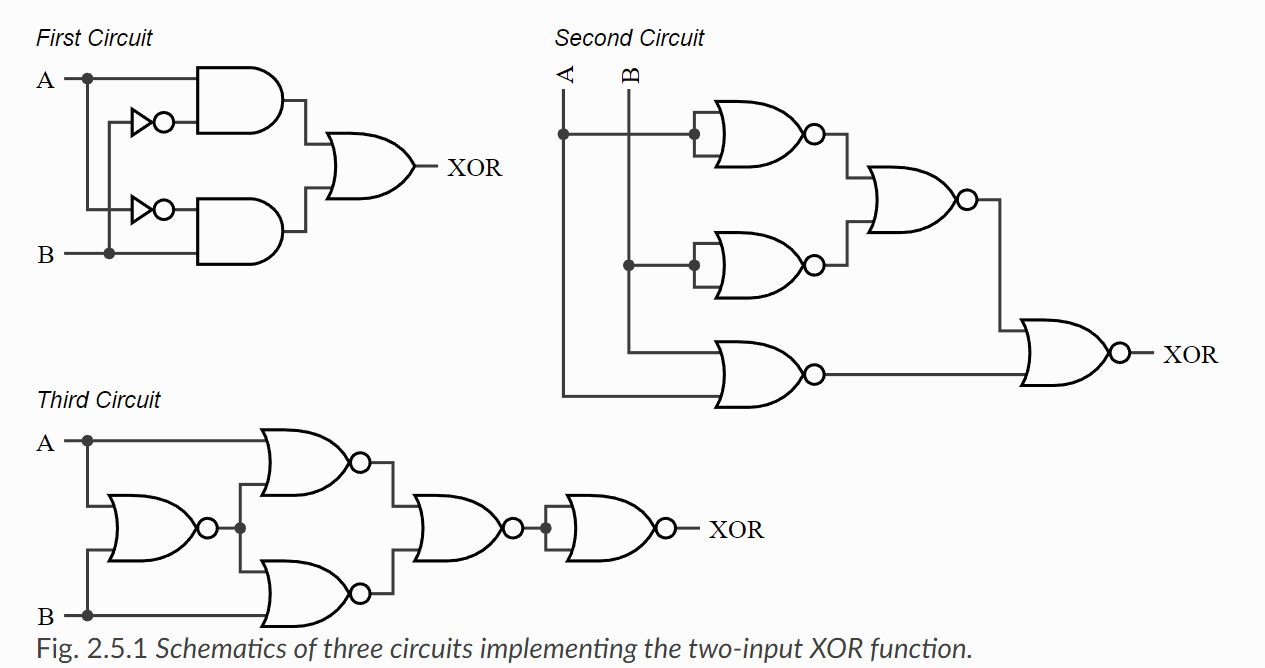 First Circuit
A
B
XOR
Second Circuit
A
B
XOR
Third Circuit
A
B
XOR
Fig. 2.5.1 Schematics of three circuits implementing the two-input XOR function.